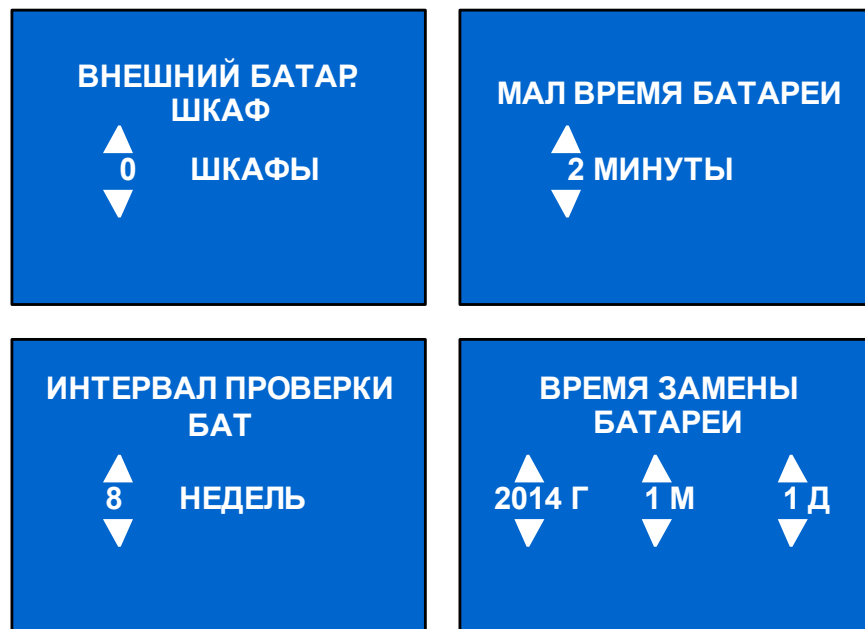 ВНЕШНИЙ БАТАР.
ШКАФ
0 ШКАФЫ
МАЛ ВРЕМЯ БАТАРЕИ
2 МИНУТЫ
ИНТЕРВАЛ ПРОВЕРКИ
БАТ
8 НЕДЕЛЬ
ВРЕМЯ ЗАМЕНЫ
БАТАРЕИ
2014 Г 1 М 1 Д